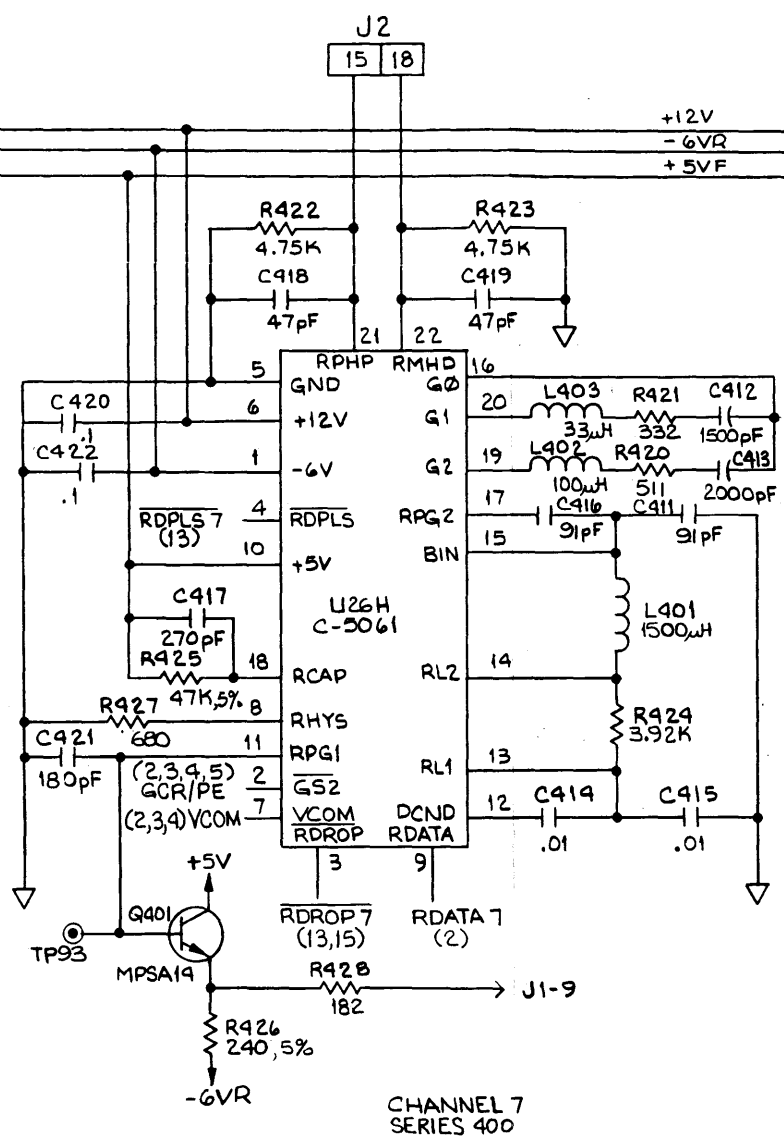 J2
15 18
+12V
-6VR
+5VF
R422
4.75K
C418
47pF
R423
4.75K
C419
47pF
21 22
RPHP RMHD
5 GND
GØ 16
C420
.1
6 +12V
G1 20
L403
33µH
R421
332
C412
1500pF
C422
.1
1 -6V
G2 19
L402
100µH
R420
511
C413
2000pF
RDPLS 7
(13)
4 RDPLS
RPG2 17
C416
91pF
C411
91pF
10 +5V
BIN 15
U26H
C-5061
C417
270pF
R425
47K,5%
18 RCAP
L401
1500µH
RL2 14
R427
680
8 RHYS
R424
3.92K
C421
180pF
11 RPG1
RL1 13
(2,3,4,5)
GCR/PE
2 GS2
(2,3,4)VCOM
7 VCOM
DCND 12
C414
.01
C415
.01
RDROP RDATA
3 9
RDROP 7
(13,15)
RDATA 7
(2)
+5V
Q401
TP93
MPSA14
R428
182
J1-9
R426
240,5%
-6VR
CHANNEL 7
SERIES 400